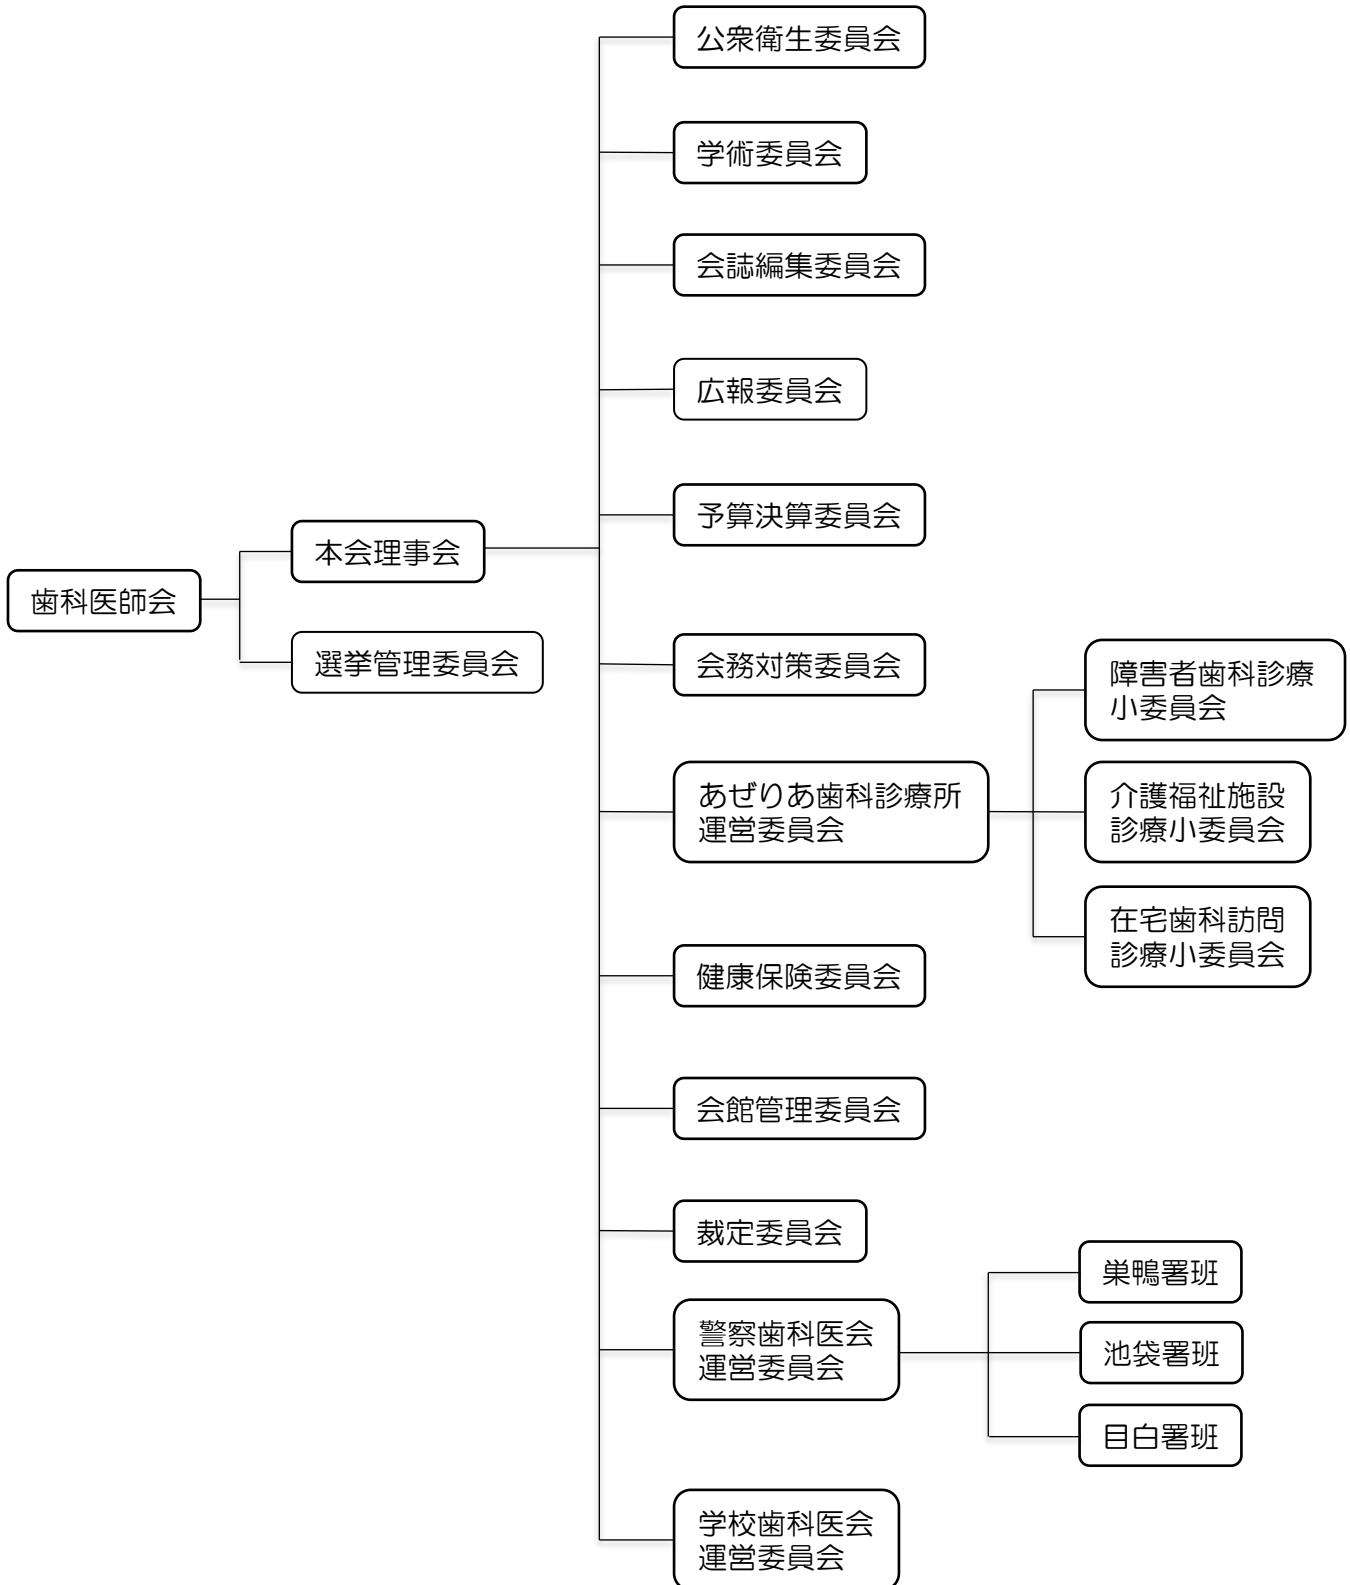 歯科医師会
本会理事会
選挙管理委員会
公衆衛生委員会
学術委員会
会誌編集委員会
広報委員会
予算決算委員会
会務対策委員会
あぜりあ歯科診療所
運営委員会
障害者歯科診療
小委員会
介護福祉施設
診療小委員会
在宅歯科訪問
診療小委員会
健康保険委員会
会館管理委員会
裁定委員会
警察歯科医会
運営委員会
巣鴨署班
池袋署班
目白署班
学校歯科医会
運営委員会